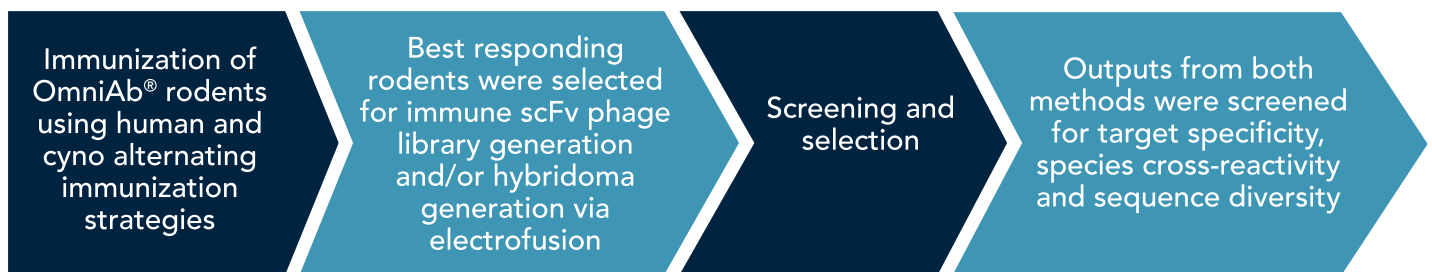 Immunization of
OmniAb® rodents
using human and
cyno alternating
immunization
strategies
Best responding
rodents were selected
for immune scFv phage
library generation
and/or hybridoma
generation via
electrofusion
Screening and
selection
Outputs from both
methods were screened
for target specificity,
species cross-reactivity
and sequence diversity